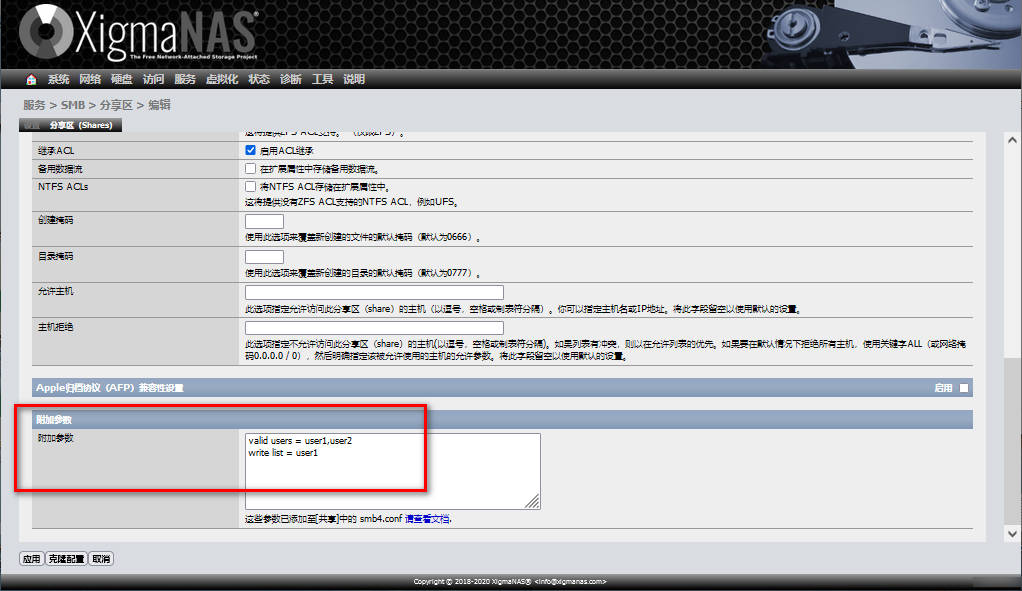 XigmaNAS®
The Free Network-Attached Storage Project
系统 网络 硬盘 访问 服务 虚拟化 状态 诊断 工具 说明
服务 > SMB > 分享区 > 编辑
设置 分享区 (Shares)
这将提供ZFS ACL支持。 (仅限ZFS) 。
继承ACL 启用ACL继承
备用数据流 在扩展属性中存储备用数据流。
NTFS ACLs 将NTFS ACL存储在扩展属性中。
这将提供没有ZFS ACL支持的NTFS ACL，例如UFS。
创建掩码
使用此选项来覆盖新创建的文件的默认掩码（默认为0666）。
目录掩码
使用此选项来覆盖新创建的目录的默认掩码（默认为0777）。
允许主机
此选项指定允许访问此分享区（share）的主机（以逗号，空格或制表符分隔）。你可以指定主机名或IP地址。将此字段留空以使用默认的设置。
主机拒绝
此选项指定不允许访问此分享区（share）的主机(以逗号，空格或制表符分隔)。如果列表有冲突，则以在允许列表的优先。如果要在默认情况下拒绝所有主机，使用关键字ALL（或网络掩
码0.0.0.0 / 0），然后明确指定该被允许使用的主机的允许参数。将此字段留空以使用默认的设置。
Apple归档协议（AFP）兼容性设置 启用
附加参数
附加参数
valid users = user1,user2
write list = user1
这些参数已添加至[共享]中的 smb4.conf 请查看文档.
应用 克隆配置 取消
Copyright © 2018-2020 XigmaNAS® <info@xigmanas.com>